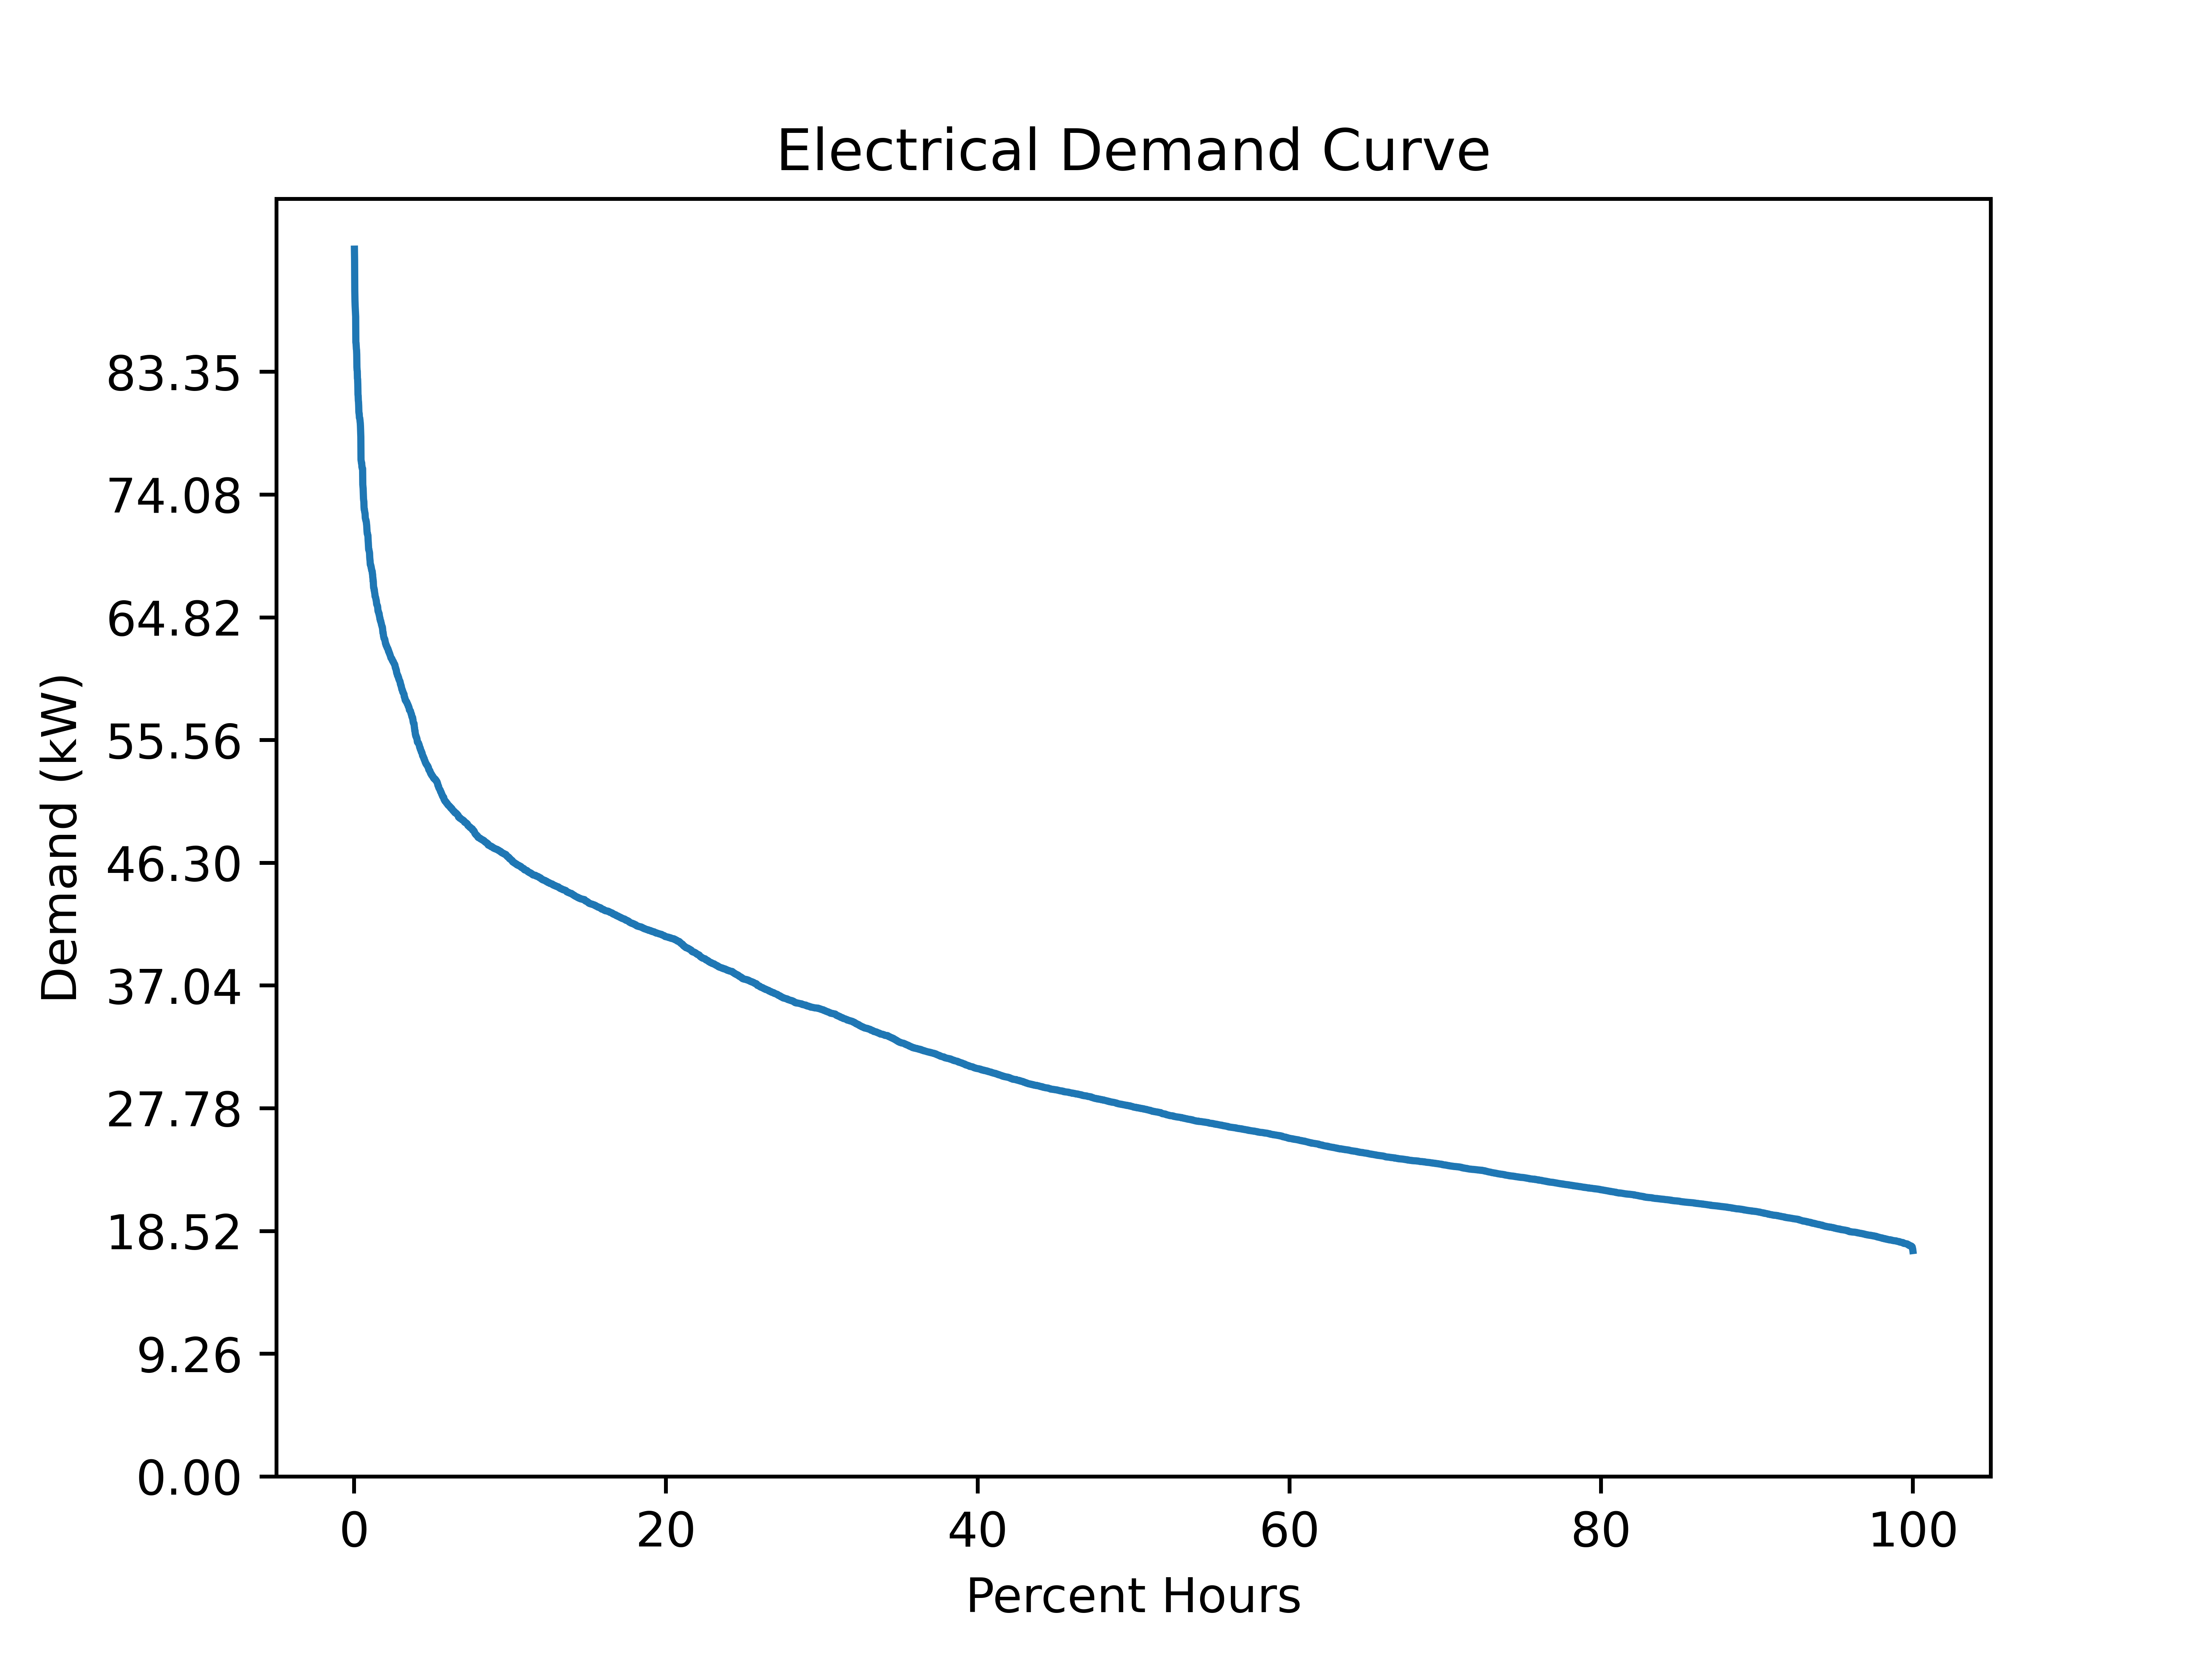 Electrical Demand Curve
Demand (kW)
83.35
74.08
64.82
55.56
46.30
37.04
27.78
18.52
9.26
0.00
0 20 40 60 80 100
Percent Hours